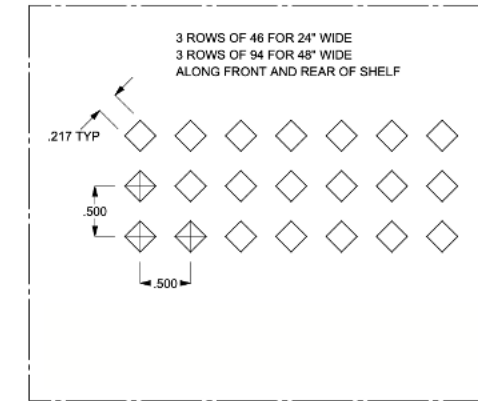 3 ROWS OF 46 FOR 24" WIDE
3 ROWS OF 94 FOR 48" WIDE
ALONG FRONT AND REAR OF SHELF
.217 TYP
.500
.500